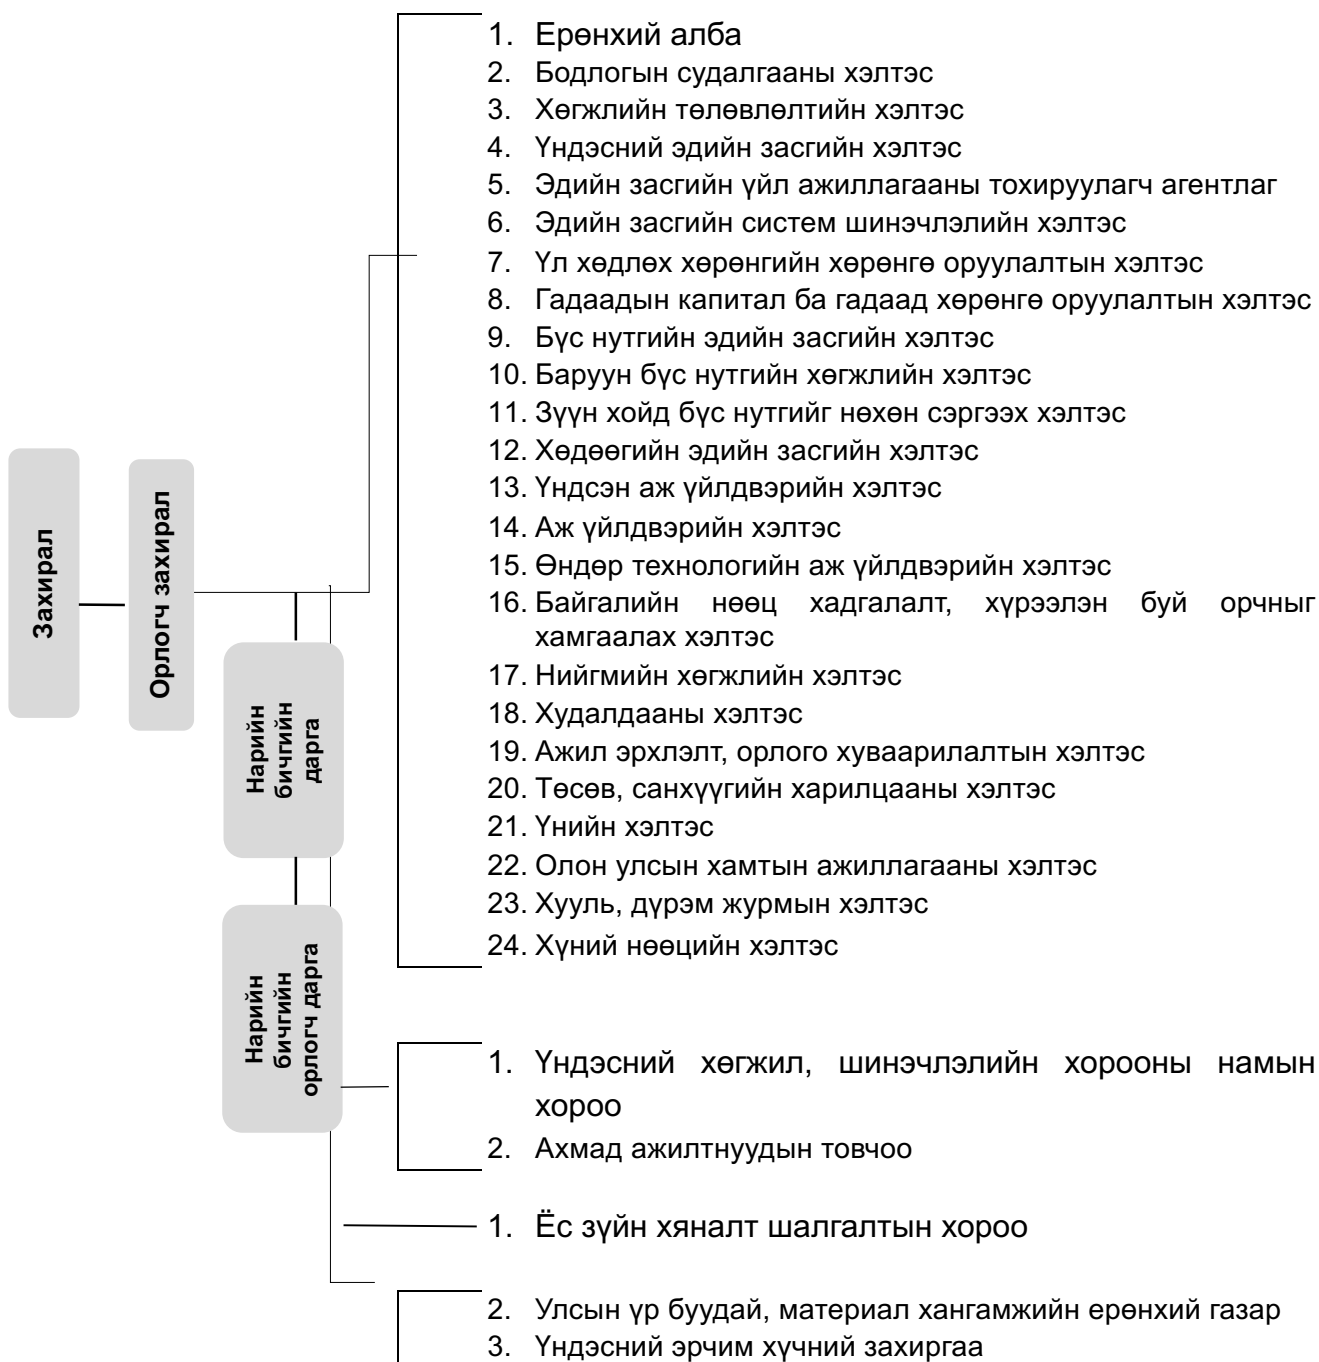 1. Ерөнхий алба
2. Бодлогын судалгааны хэлтэс
3. Хөгжлийн төлөвлөлтийн хэлтэс
4. Үндэсний эдийн засгийн хэлтэс
5. Эдийн засгийн үйл ажиллагааны тохируулагч агентлаг
6. Эдийн засгийн систем шинэчлэлийн хэлтэс
7. Үл хөдлөх хөрөнгийн хөрөнгө оруулалтын хэлтэс
8. Гадаадын капитал ба гадаад хөрөнгө оруулалтын хэлтэс
9. Бүс нутгийн эдийн засгийн хэлтэс
10. Баруун бүс нутгийн хөгжлийн хэлтэс
11. Зүүн хойд бүс нутгийг нөхөн сэргээх хэлтэс
12. Хөдөөгийн эдийн засгийн хэлтэс
13. Үндсэн аж үйлдвэрийн хэлтэс
14. Аж үйлдвэрийн хэлтэс
15. Өндөр технологийн аж үйлдвэрийн хэлтэс
16. Байгалийн нөөц хадгалалт, хүрээлэн буй орчныг
хамгаалах хэлтэс
17. Нийгмийн хөгжлийн хэлтэс
18. Худалдааны хэлтэс
19. Ажил эрхлэлт, орлого хуваарилалтын хэлтэс
20. Төсөв, санхүүгийн харилцааны хэлтэс
21. Үнийн хэлтэс
22. Олон улсын хамтын ажиллагааны хэлтэс
23. Хууль, дүрэм журмын хэлтэс
24. Хүний нөөцийн хэлтэс
Захирал
Орлогч захирал
Нарийн
бичгийн
дарга
Нарийн
бичгийн
орлогч дарга
1. Үндэсний хөгжил, шинэчлэлийн хорооны намын
хороо
2. Ахмад ажилтнуудын товчоо
1. Ёс зүйн хяналт шалгалтын хороо
2. Улсын үр буудай, материал хангамжийн ерөнхий газар
3. Үндэсний эрчим хүчний захиргаа